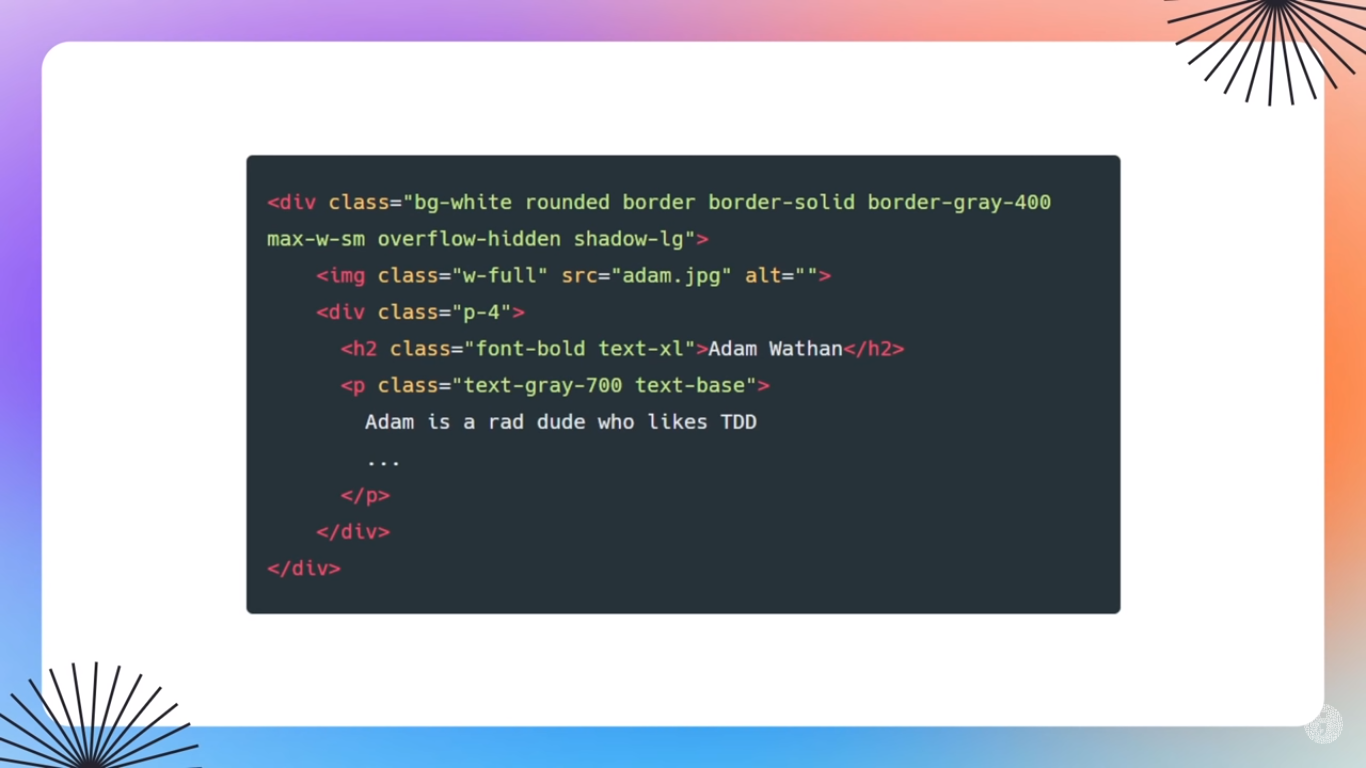 <div class="bg-white rounded border border-solid border-gray-400
max-w-sm overflow-hidden shadow-lg">
<img class="w-full" src="adam.jpg" alt="">
<div class="p-4">
<h2 class="font-bold text-xl">Adam Wathan</h2>
<p class="text-gray-700 text-base">
Adam is a rad dude who likes TDD
...
</p>
</div>
</div>